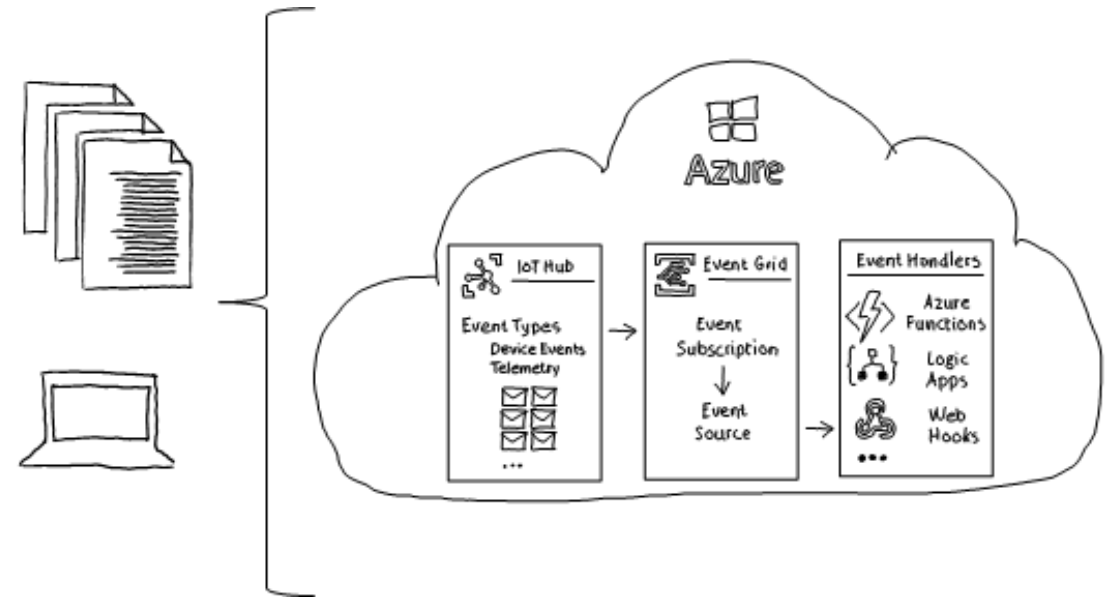 Azure
IoT Hub
Event Types
Device Events
Telemetry
...
Event Grid
Event
Subscription
Event
Source
Event Handlers
Azure
Functions
Logic
Apps
Web
Hooks
...